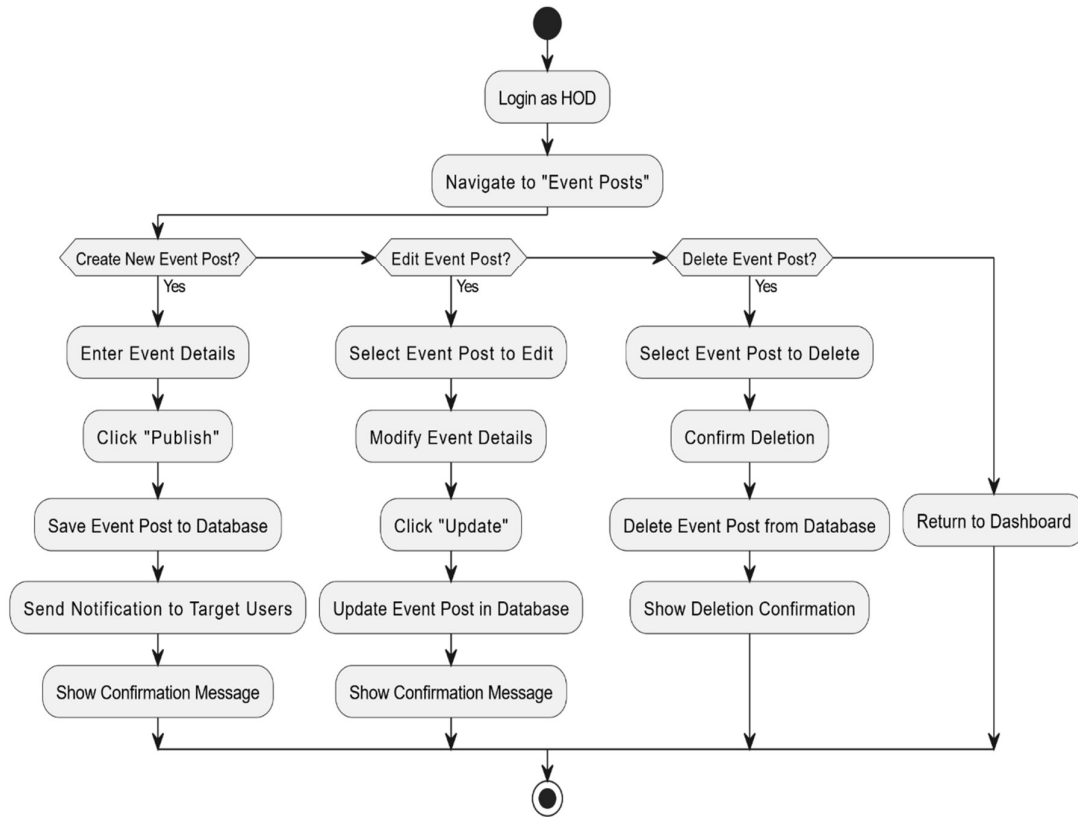 Login as HOD
Navigate to "Event Posts"
Create New Event Post?
Edit Event Post?
Delete Event Post?
Yes
Yes
Yes
Enter Event Details
Select Event Post to Edit
Select Event Post to Delete
Click "Publish"
Modify Event Details
Confirm Deletion
Save Event Post to Database
Click "Update"
Delete Event Post from Database
Return to Dashboard
Send Notification to Target Users
Update Event Post in Database
Show Deletion Confirmation
Show Confirmation Message
Show Confirmation Message